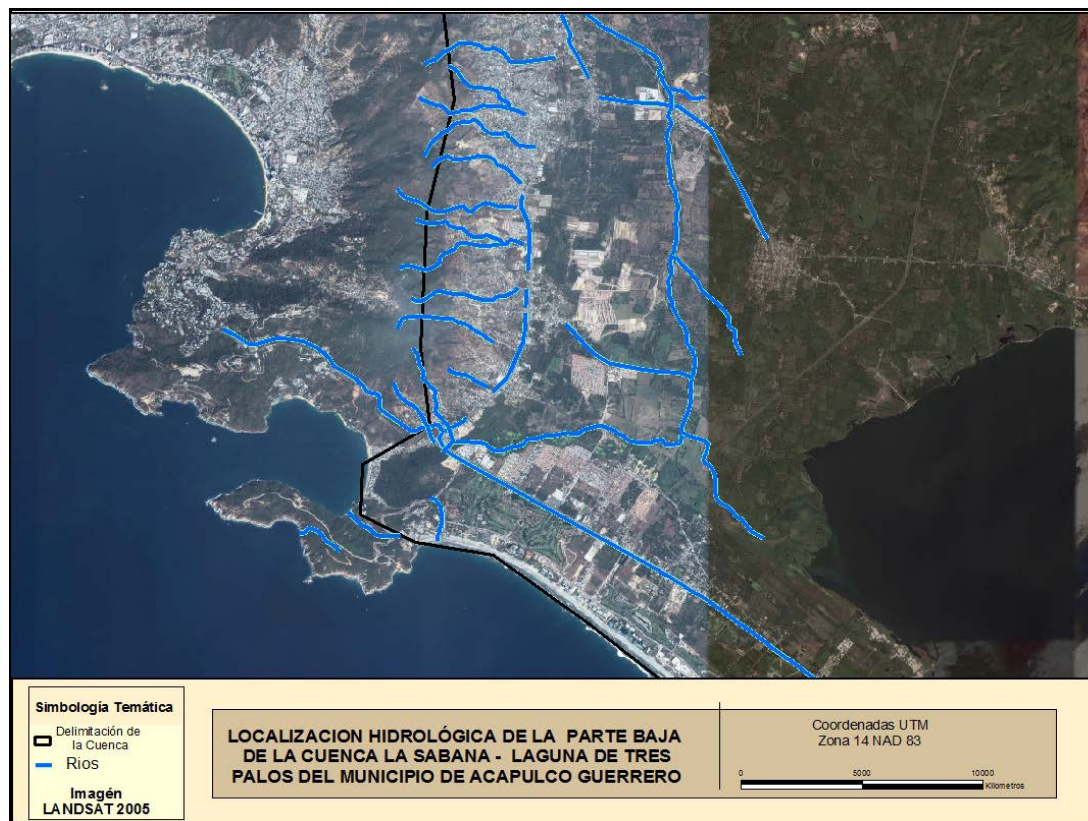 Simbología Temática
Delimitación de
la Cuenca
Rios
Imagén
LANDSAT 2005
LOCALIZACION HIDROLÓGICA DE LA PARTE BAJA
DE LA CUENCA LA SABANA - LAGUNA DE TRES
PALOS DEL MUNICIPIO DE ACAPULCO GUERRERO
Coordenadas UTM
Zona 14 NAD 83
0 5000 10000
Kilometros